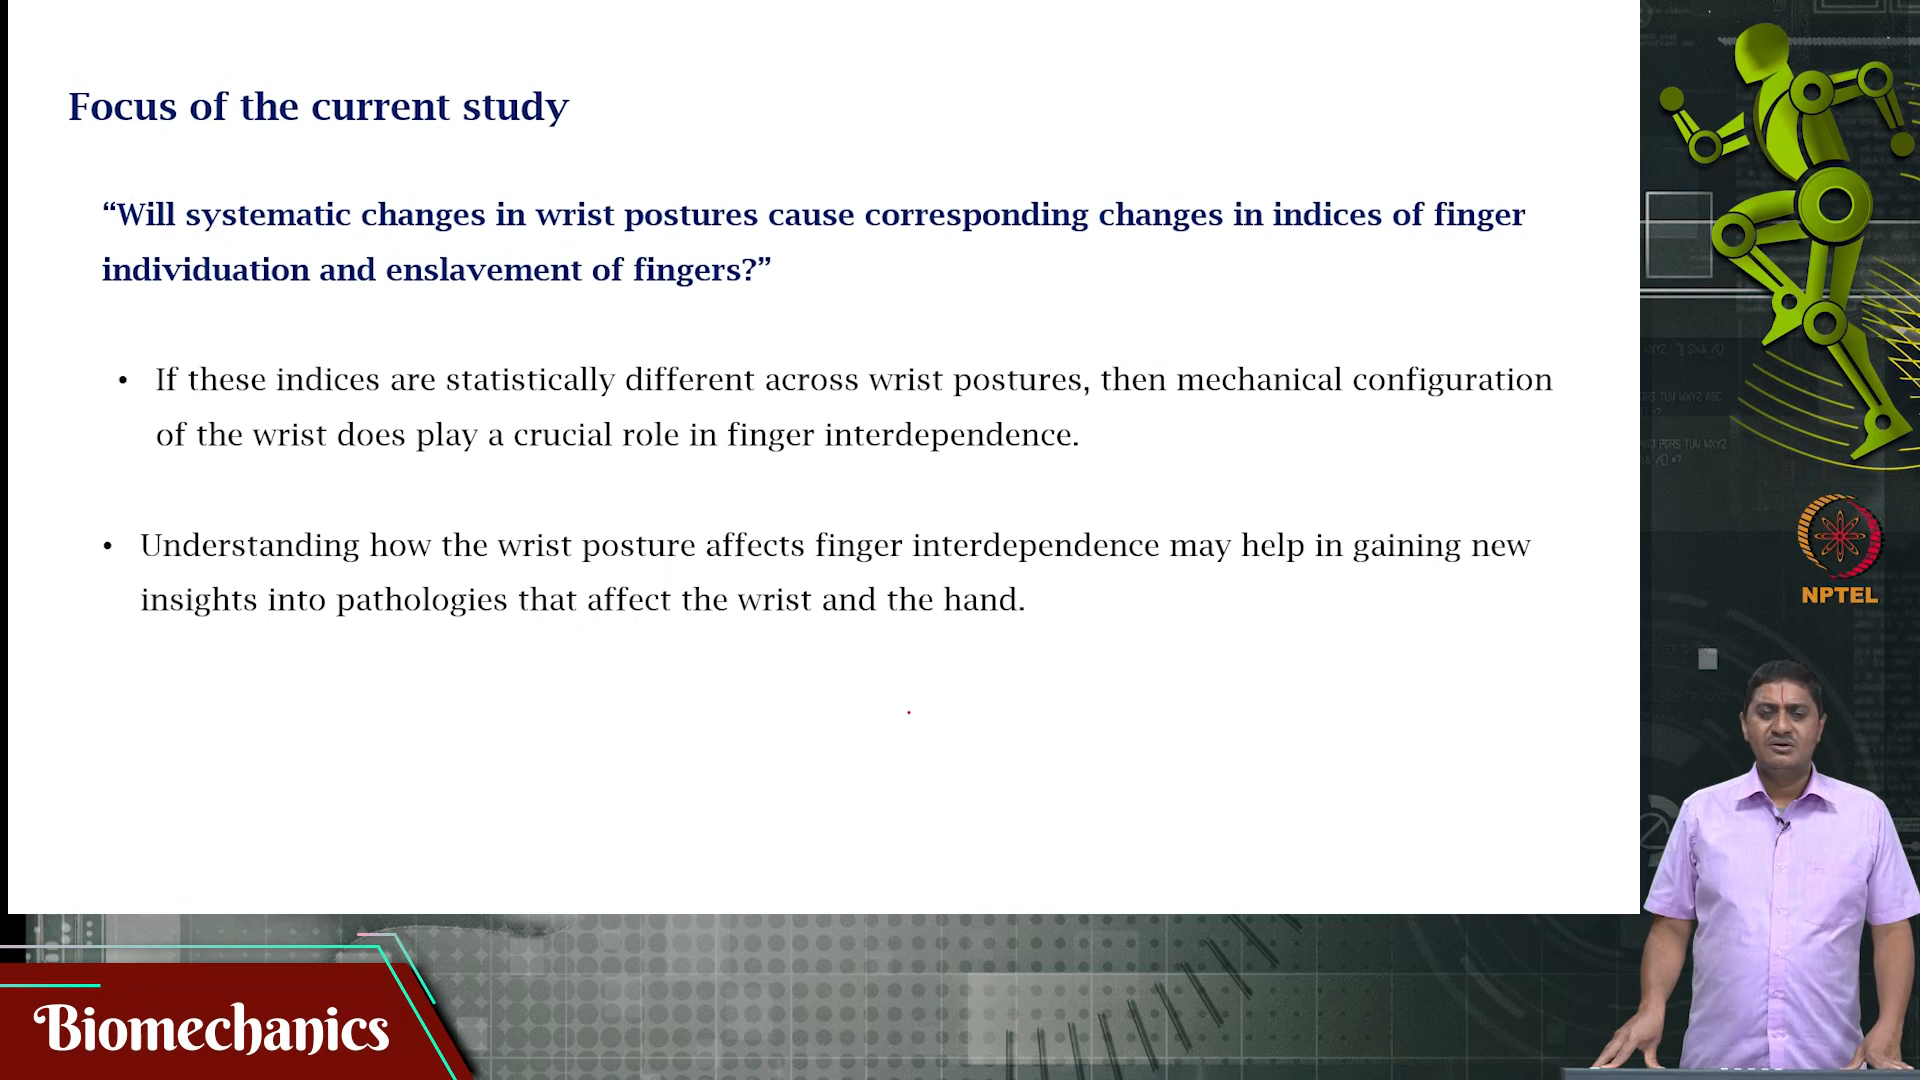 Focus of the current study
“Will systematic changes in wrist postures cause corresponding changes in indices of finger
individuation and enslavement of fingers?”
• If these indices are statistically different across wrist postures, then mechanical configuration
of the wrist does play a crucial role in finger interdependence.
• Understanding how the wrist posture affects finger interdependence may help in gaining new
insights into pathologies that affect the wrist and the hand.
NPTEL
Biomechanics